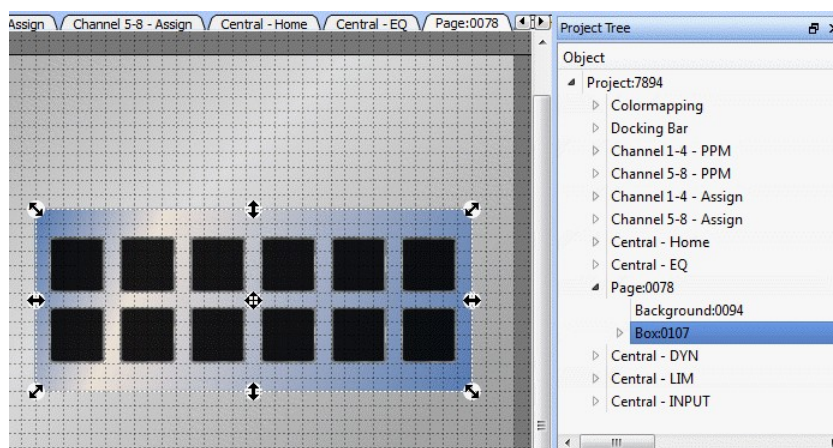 Assign
Channel 5-8 - Assign
Central - Home
Central - EQ
Page:0078
Project Tree
Object
Project:7894
Colormapping
Docking Bar
Channel 1-4 - PPM
Channel 5-8 - PPM
Channel 1-4 - Assign
Channel 5-8 - Assign
Central - Home
Central - EQ
Page:0078
Background:0094
Box:0107
Central - DYN
Central - LIM
Central - INPUT